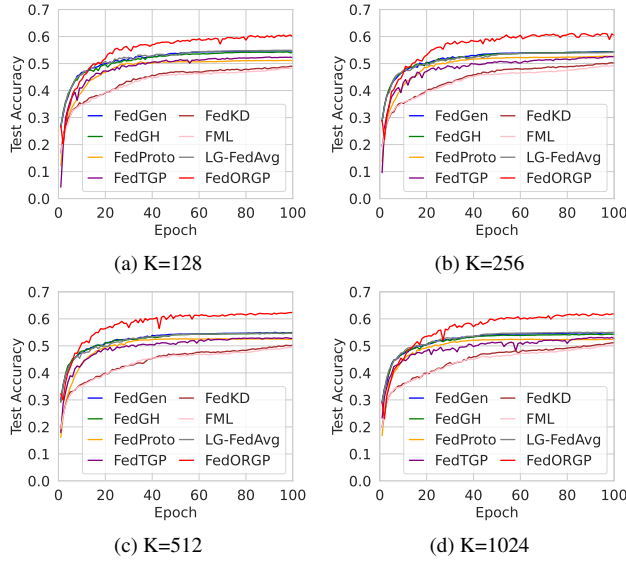 0.7
0.6
0.5
0.4
0.3
0.2
0.1
0.0
Test Accuracy
0 20 40 60 80 100
Epoch
FedGen FedKD
FedGH FML
FedProto LG-FedAvg
FedTGP FedORGP
(a) K=128
0.7
0.6
0.5
0.4
0.3
0.2
0.1
0.0
Test Accuracy
0 20 40 60 80 100
Epoch
FedGen FedKD
FedGH FML
FedProto LG-FedAvg
FedTGP FedORGP
(b) K=256
0.7
0.6
0.5
0.4
0.3
0.2
0.1
0.0
Test Accuracy
0 20 40 60 80 100
Epoch
FedGen FedKD
FedGH FML
FedProto LG-FedAvg
FedTGP FedORGP
(c) K=512
0.7
0.6
0.5
0.4
0.3
0.2
0.1
0.0
Test Accuracy
0 20 40 60 80 100
Epoch
FedGen FedKD
FedGH FML
FedProto LG-FedAvg
FedTGP FedORGP
(d) K=1024